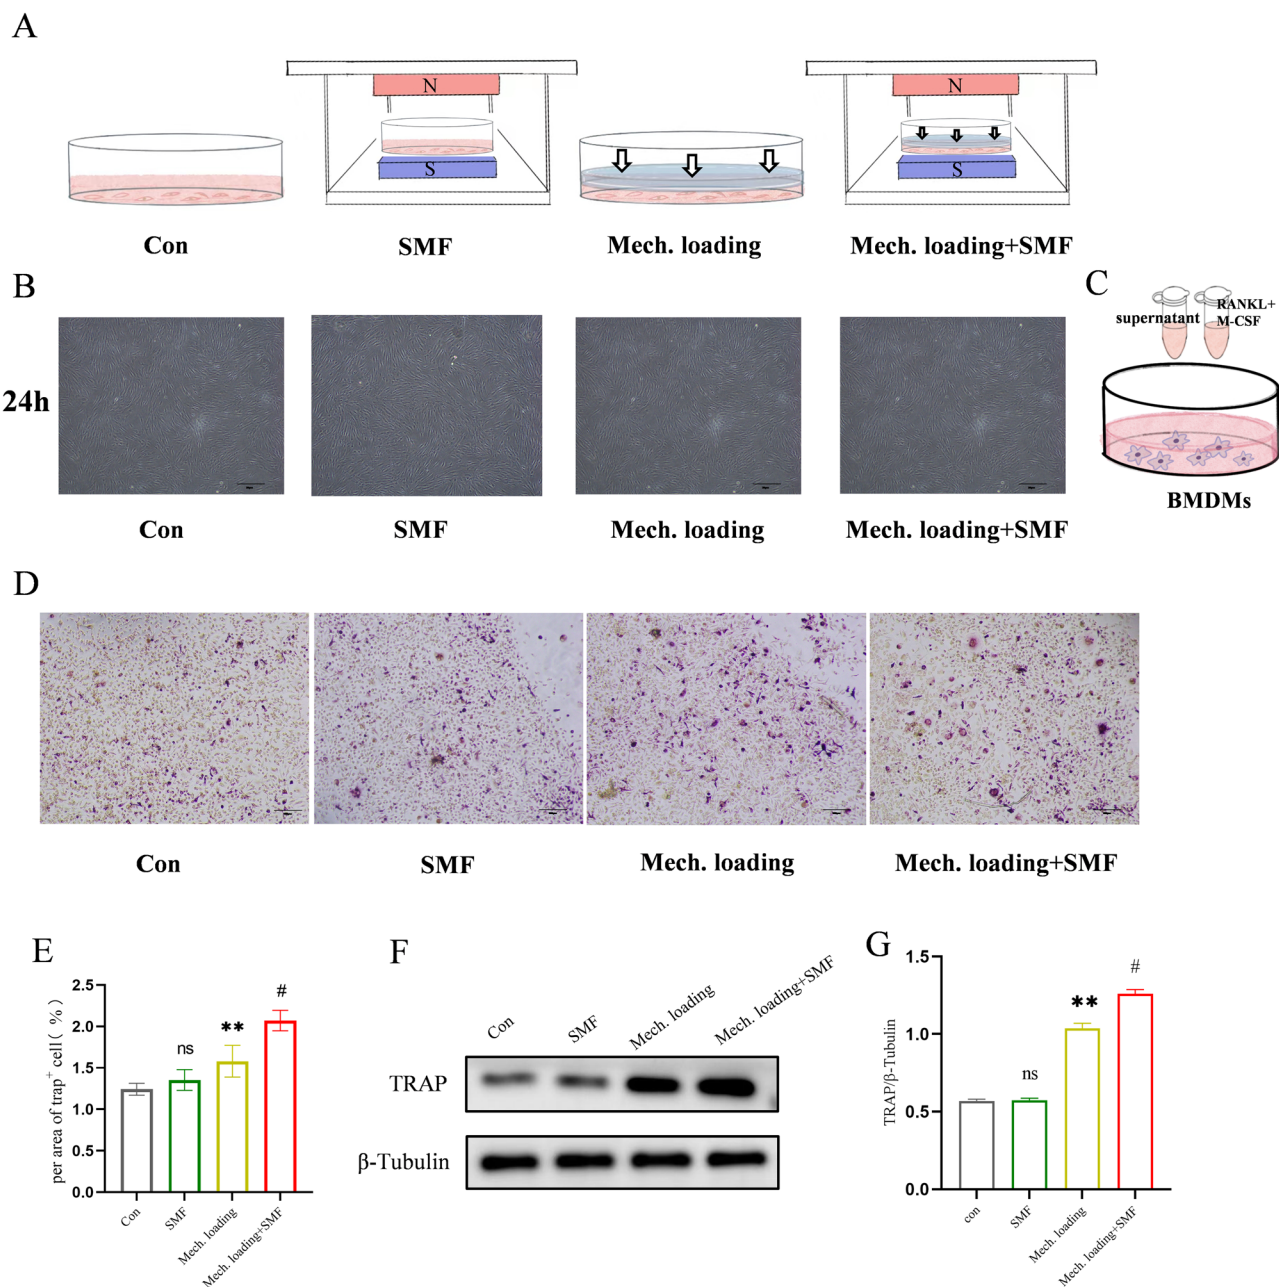 A
N
S
N
S
Con
SMF
Mech. loading
Mech. loading+SMF
B
C
24h
supernatant
RANKL+
M-CSF
BMDMs
Con
SMF
Mech. loading
Mech. loading+SMF
D
Con
SMF
Mech. loading
Mech. loading+SMF
E
per area of trap⁺ cell（%）
2.5
2.0
1.5
1.0
0.5
0.0
ns
**
#
Con
SMF
Mech. loading
Mech. loading+SMF
F
Con
SMF
Mech. loading
Mech. loading+SMF
TRAP
β-Tubulin
G
TRAP/β-Tubulin
1.5
1.0
0.5
0.0
ns
**
#
con
SMF
Mech. loading
Mech. loading+SMF